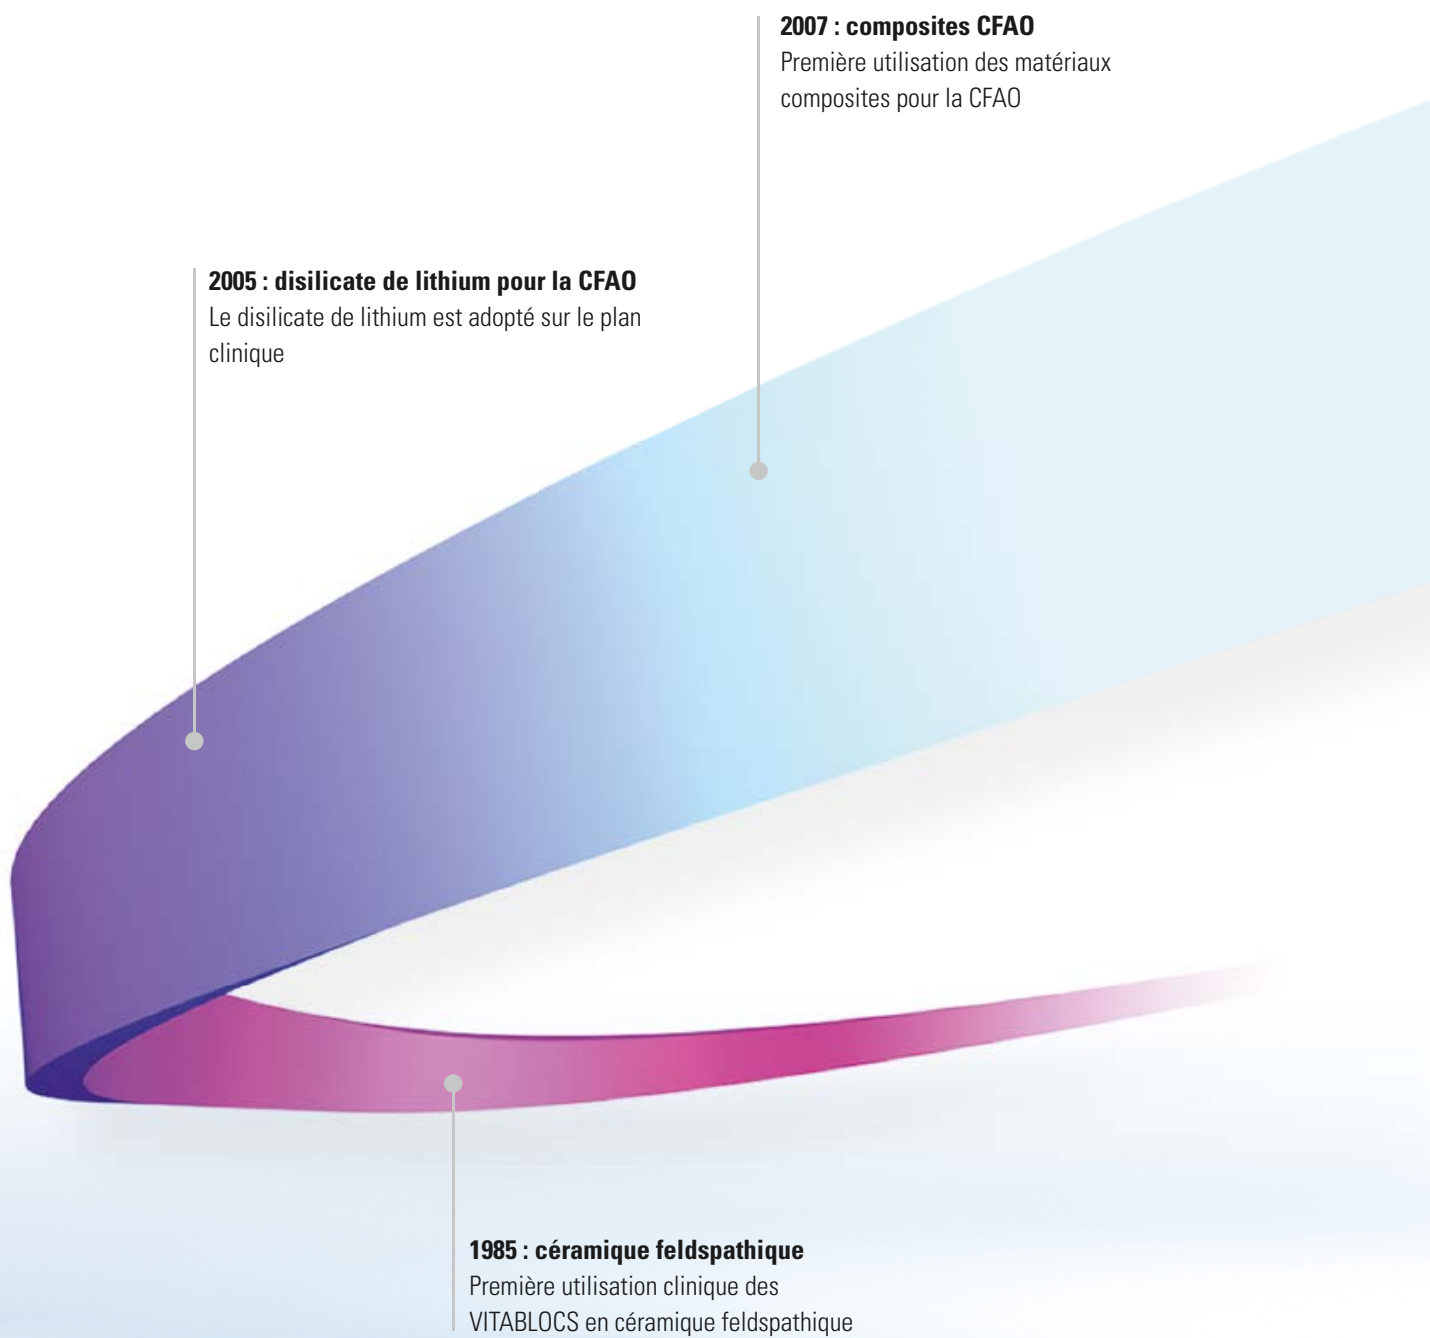 2007 : composites CFAO
Première utilisation des matériaux
composites pour la CFAO
2005 : disilicate de lithium pour la CFAO
Le disilicate de lithium est adopté sur le plan
clinique
1985 : céramique feldspathique
Première utilisation clinique des
VITABLOCS en céramique feldspathique